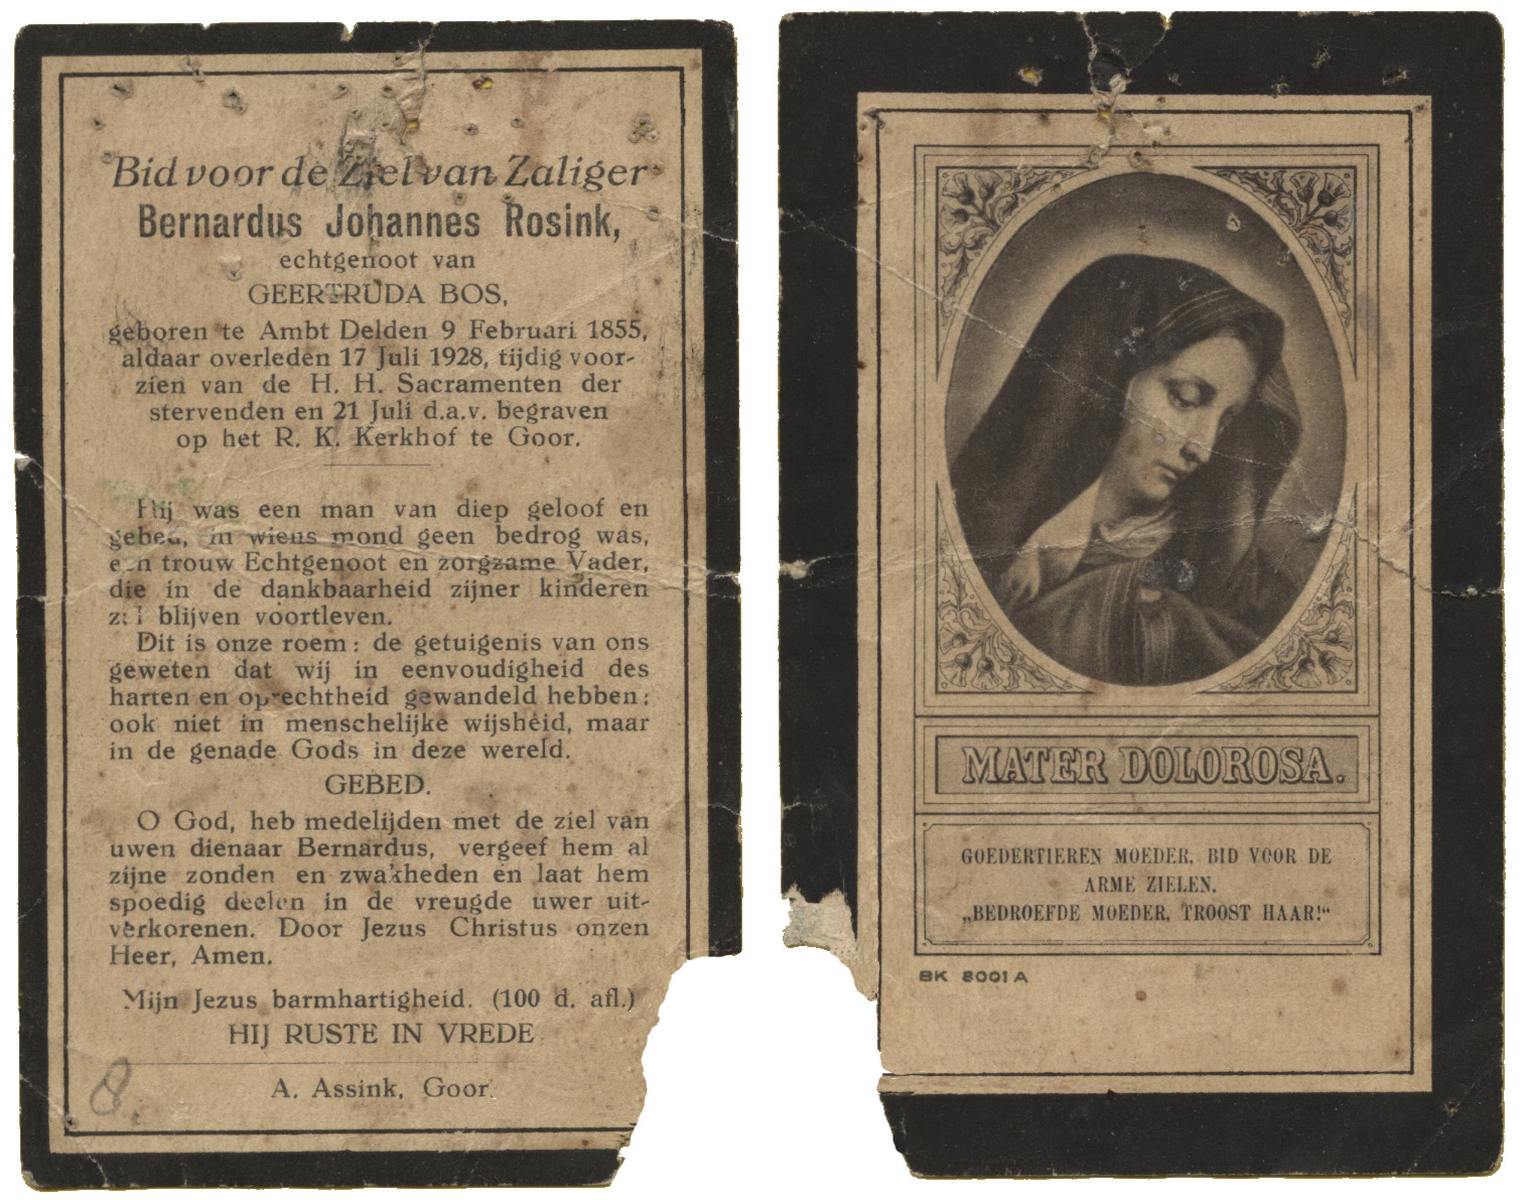 Bid voor de Ziel van Zaliger
Bernardus Johannes Rosink,
echtgenoot van
GEERTRUDA BOS,
geboren te Ambt Delden 9 Februari 1855,
aldaar overleden 17 Juli 1928, tijdig voor-
zien van de H. H. Sacramenten der
stervenden en 21 Juli d.a.v. begraven
op het R. K. Kerkhof te Goor.
Hij was een man van diep geloof en
gebed, in wiens mond geen bedrog was,
een trouw Echtgenoot en zorgzame Vader,
die in de dankbaarheid zijner kinderen
zal blijven voortleven.
Dit is onze roem: de getuigenis van ons
geweten dat wij in eenvoudigheid des
harten en oprechtheid gewandeld hebben;
ook niet in menschelijke wijsheid, maar
in de genade Gods in deze wereld.
GEBED.
O God, heb medelijden met de ziel van
uwen dienaar Bernardus, vergeef hem al
zijne zonden en zwakheden en laat hem
spoedig deelen in de vreugde uwer uit-
verkorenen. Door Jezus Christus onzen
Heer, Amen.
Mijn Jezus barmhartigheid. (100 d. afl.)
HIJ RUSTE IN VREDE
A. Assink, Goor.
8
MATER DOLOROSA.
GOEDERTIEREN MOEDER, BID VOOR DE
ARME ZIELEN.
„BEDROEFDE MOEDER, TROOST HAAR!“
BK 8001 A